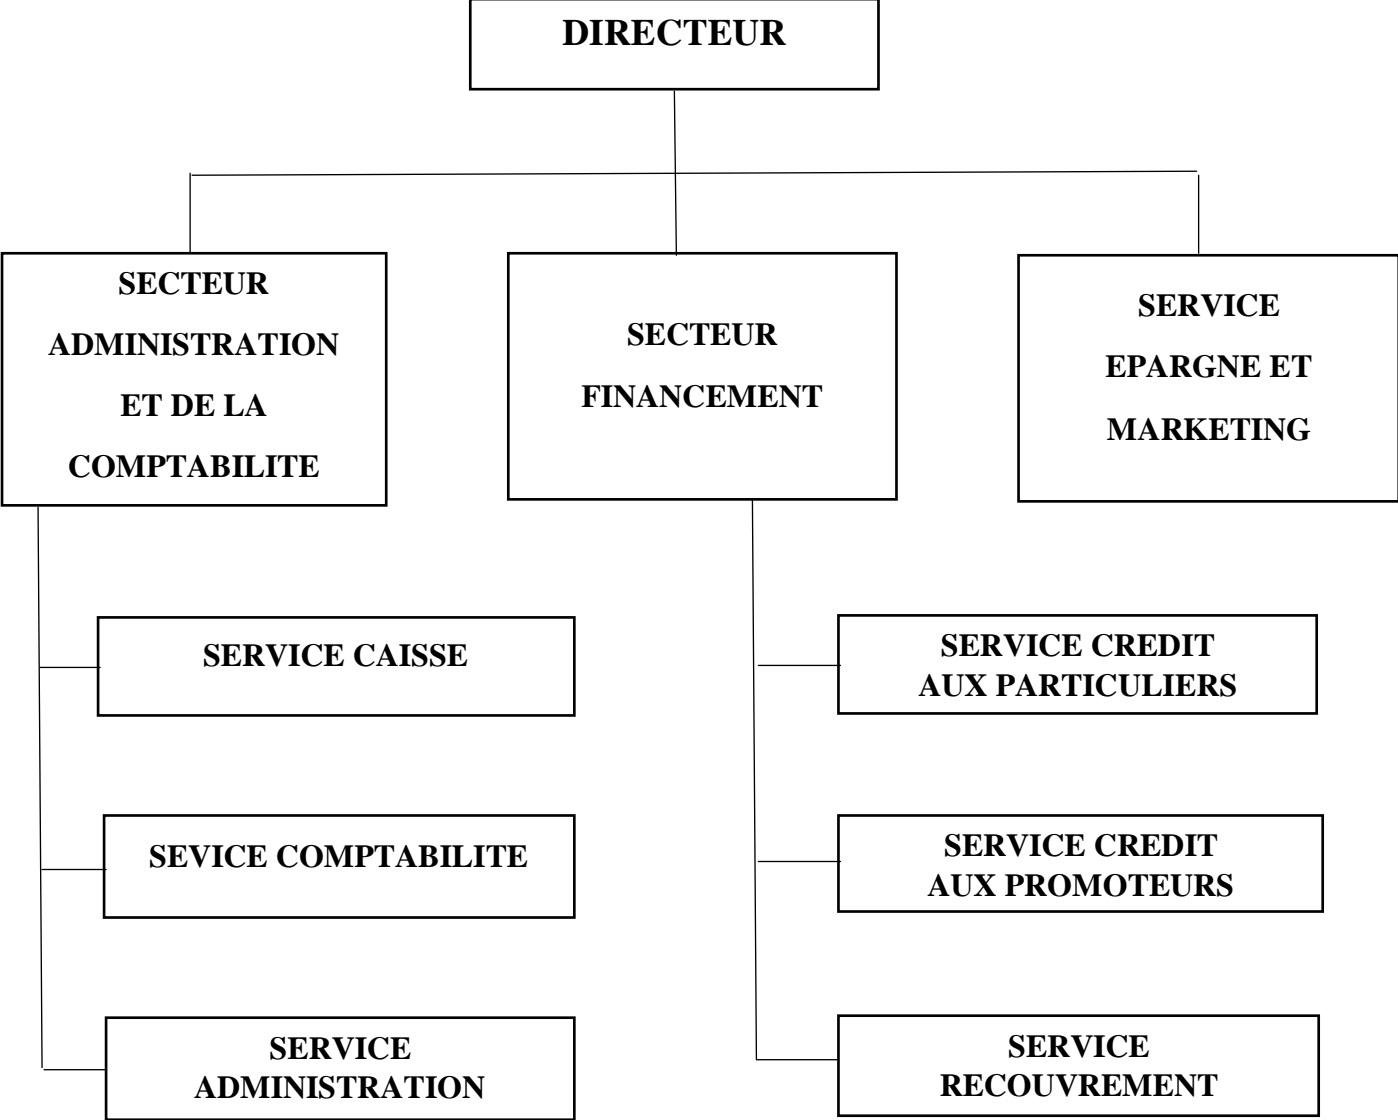 DIRECTEUR
SECTEUR
ADMINISTRATION
ET DE LA
COMPTABILITE
SECTEUR
FINANCEMENT
SERVICE
EPARGNE ET
MARKETING
SERVICE CAISSE
SEVICE COMPTABILITE
SERVICE
ADMINISTRATION
SERVICE CREDIT
AUX PARTICULIERS
SERVICE CREDIT
AUX PROMOTEURS
SERVICE
RECOUVREMENT